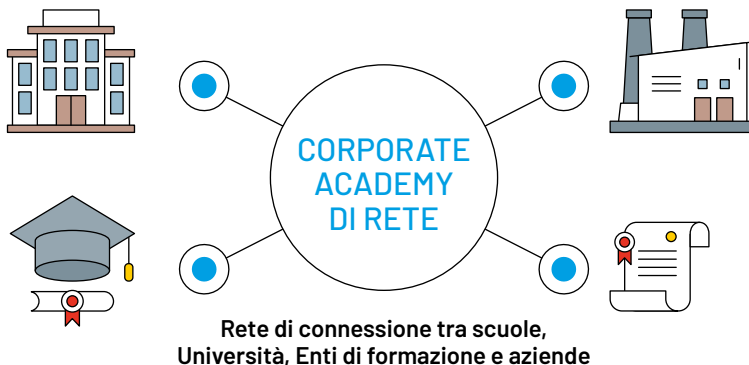 CORPORATE
ACADEMY
DI RETE
Rete di connessione tra scuole,
Università, Enti di formazione e aziende